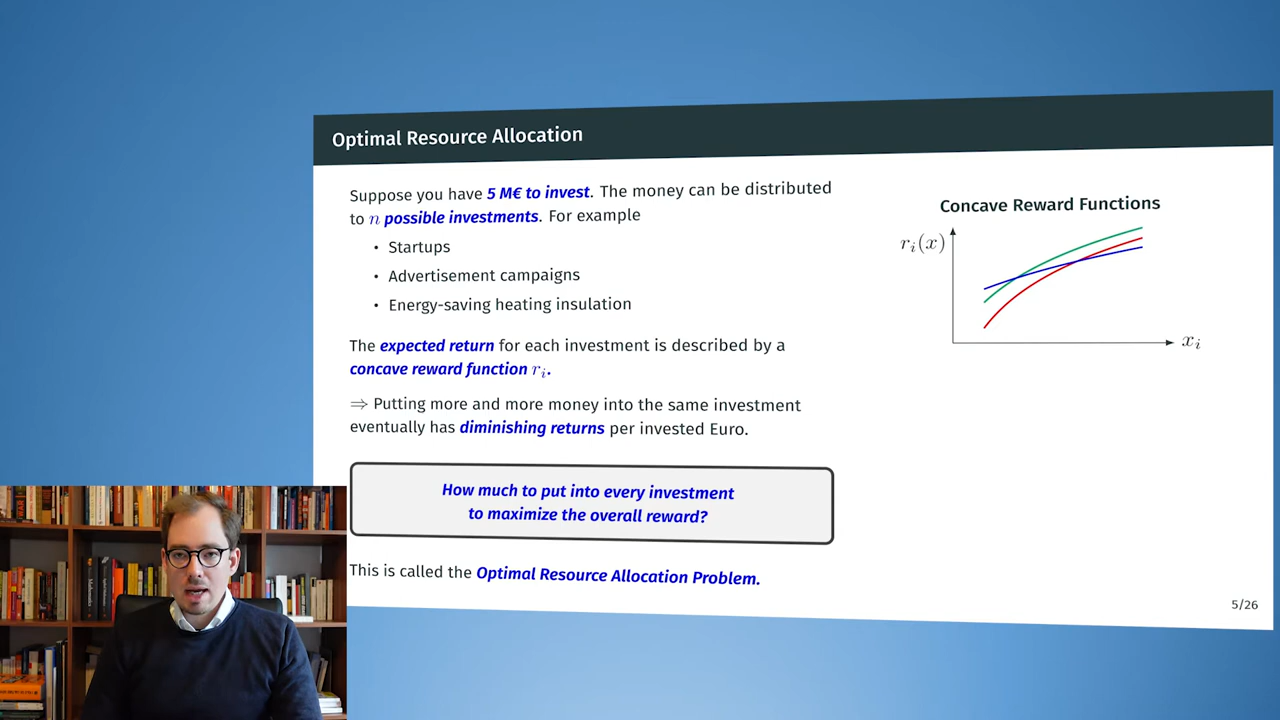 Optimal Resource Allocation
Suppose you have 5 M€ to invest. The money can be distributed
to n possible investments. For example
• Startups
• Advertisement campaigns
• Energy-saving heating insulation
The expected return for each investment is described by a
concave reward function rᵢ.
⇒ Putting more and more money into the same investment
eventually has diminishing returns per invested Euro.
How much to put into every investment
to maximize the overall reward?
This is called the Optimal Resource Allocation Problem.
Concave Reward Functions
rᵢ(x)
xᵢ
5/26